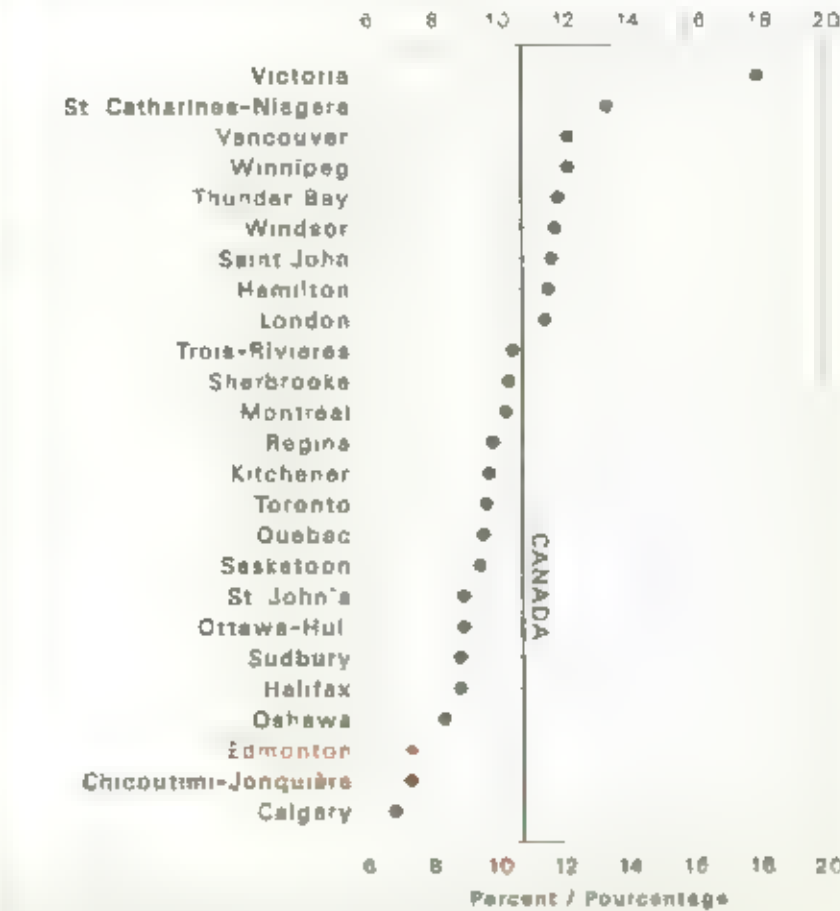 6 8 10 12 14 16 18 20
Victoria
St Catharines-Niagara
Vancouver
Winnipeg
Thunder Bay
Windsor
Saint John
Hamilton
London
Trois-Rivieres
Sherbrooke
Montréal
Regina
Kitchener
Toronto
Quebec
Saskatoon
St John's
Ottawa-Hull
Sudbury
Halifax
Oshawa
Edmonton
Chicoutimi-Jonquière
Calgary
CANADA
6 8 10 12 14 16 18 20
Percent / Pourcentage